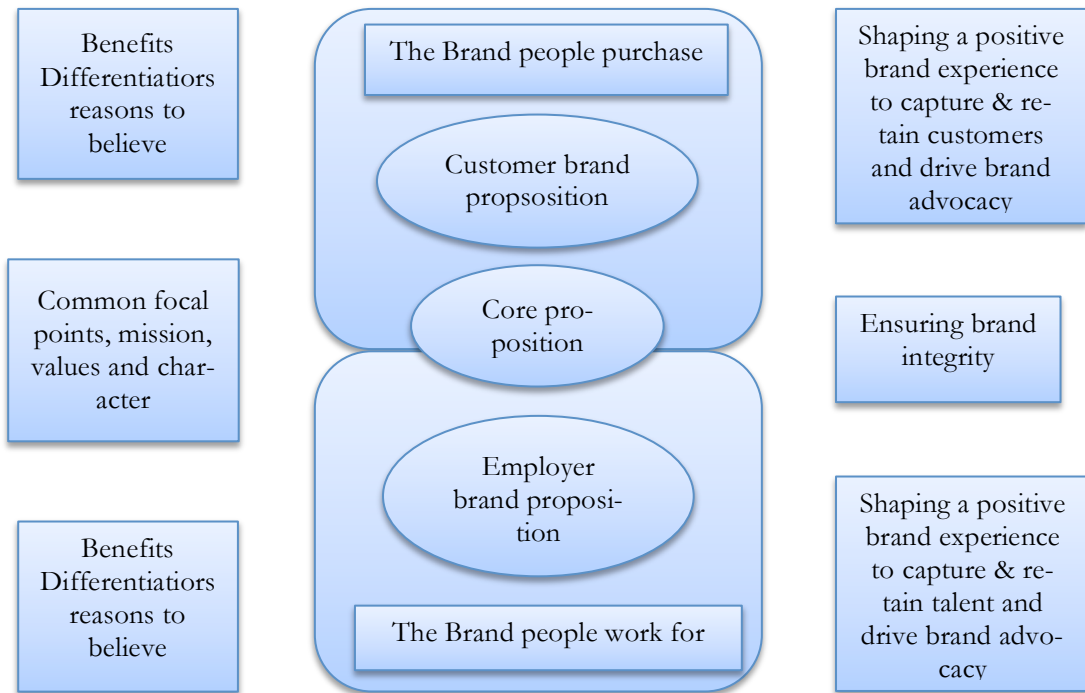 Benefits
Differentiatiors
reasons to
believe
The Brand people purchase
Customer brand
propsosition
Shaping a positive
brand experience
to capture & re-
tain customers
and drive brand
advocacy
Common focal
points, mission,
values and char-
acter
Core pro-
position
Ensuring brand
integrity
Benefits
Differentiatiors
reasons to
believe
Employer
brand proposi-
tion
The Brand people work for
Shaping a positive
brand experience
to capture & re-
tain talent and
drive brand advo-
cacy